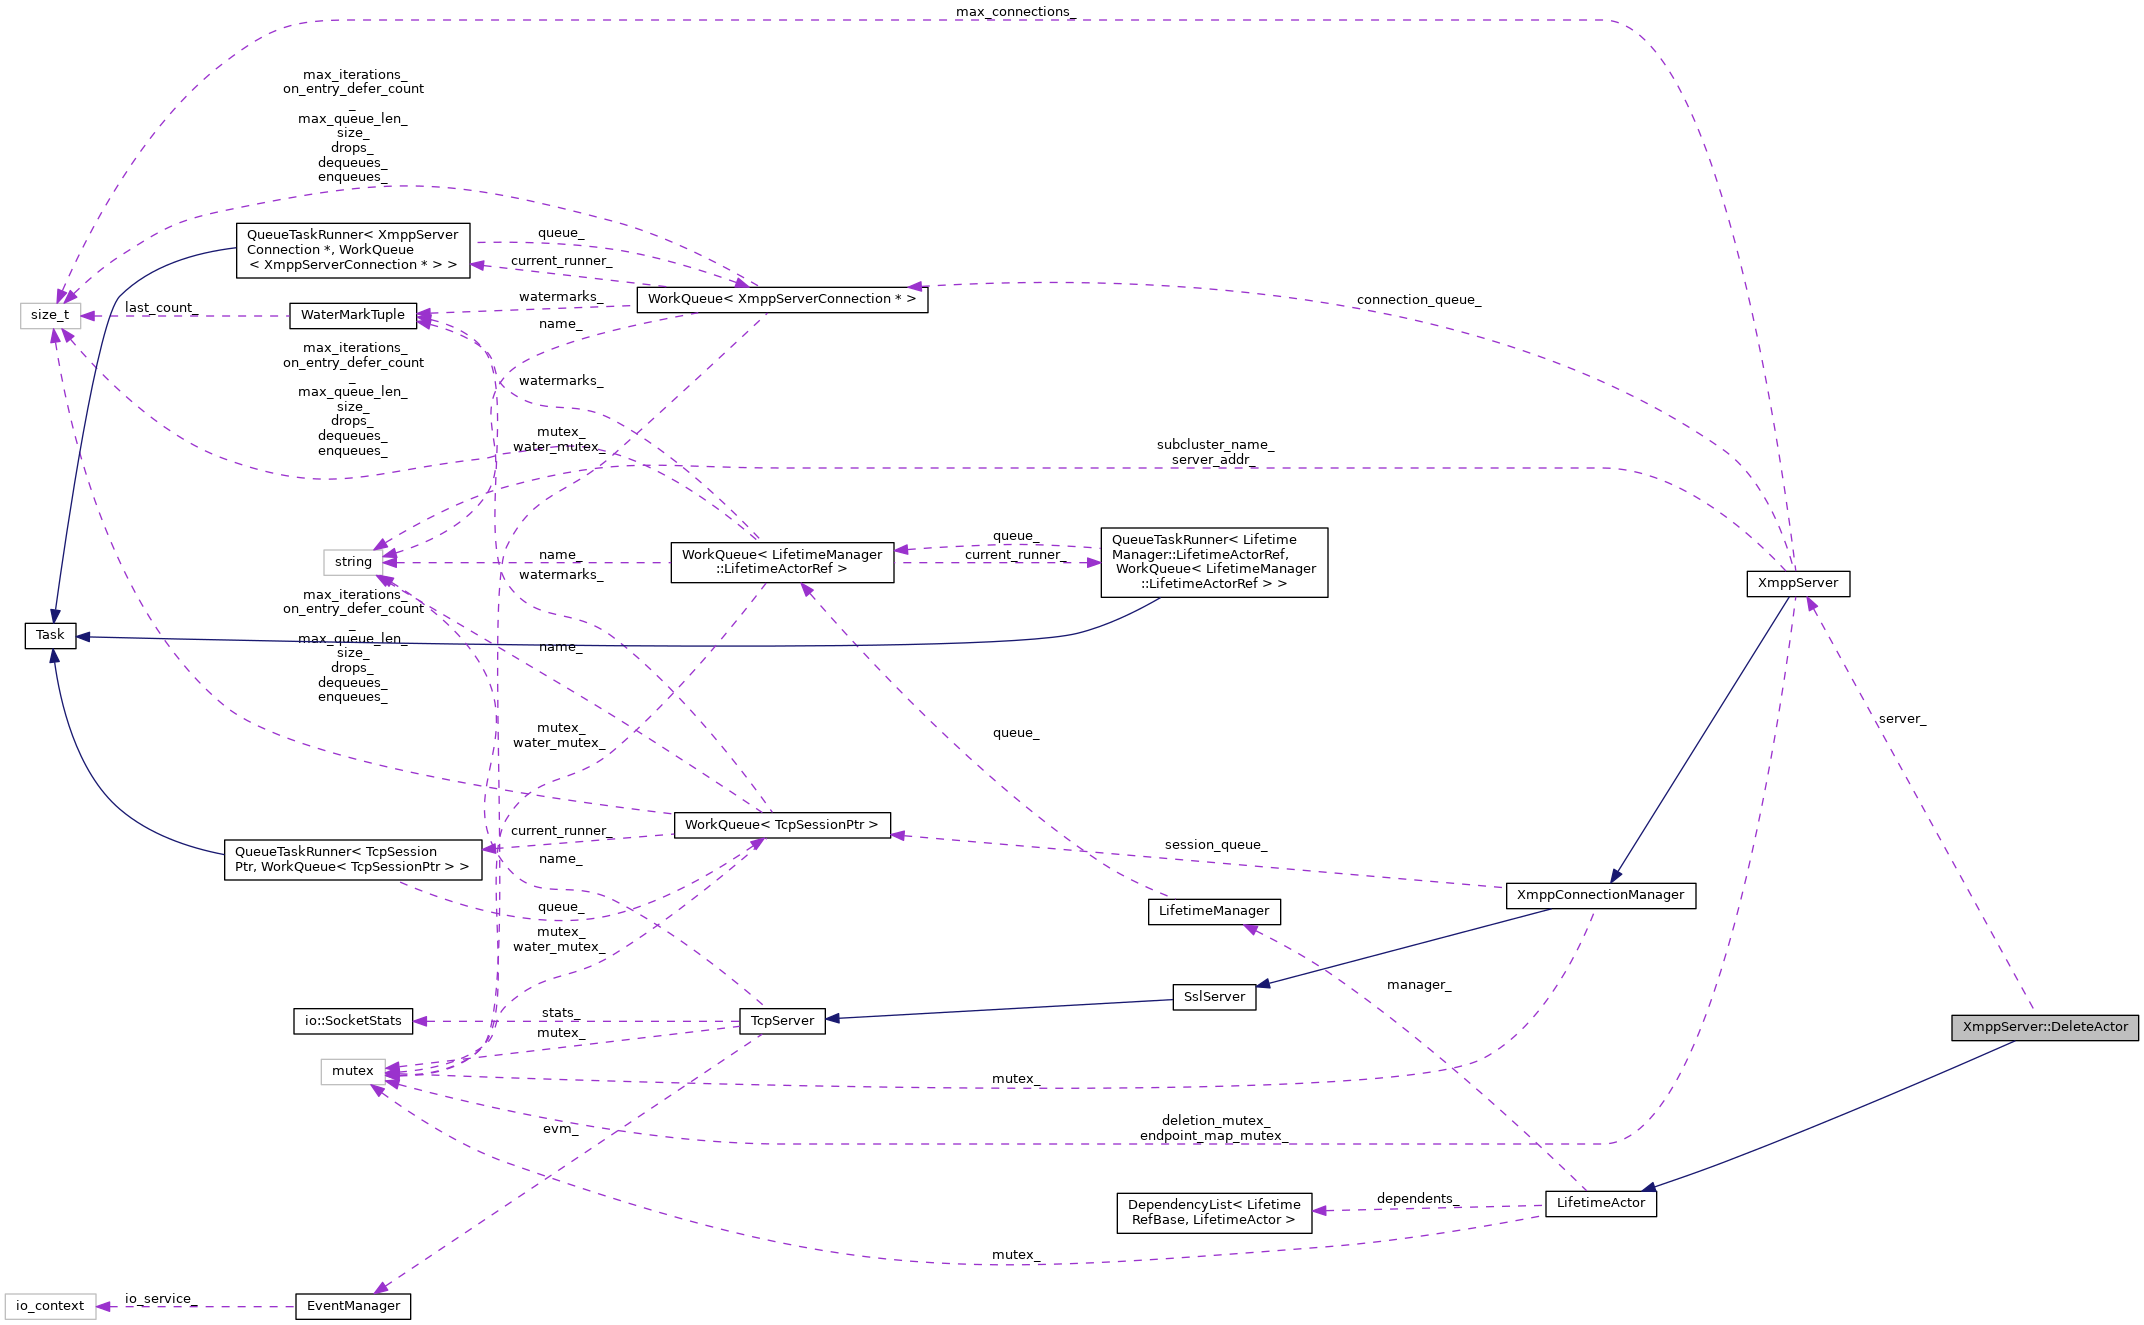 max_connections_
max_iterations_
on_entry_defer_count
_
max_queue_len_
size_
drops_
dequeues_
enqueues_
QueueTaskRunner< XmppServer
Connection *, WorkQueue
< XmppServerConnection * > >
queue_
current_runner_
WorkQueue< XmppServerConnection * >
connection_queue_
size_t
last_count_
WaterMarkTuple
watermarks_
name_
max_iterations_
on_entry_defer_count
_
max_queue_len_
size_
drops_
dequeues_
enqueues_
watermarks_
mutex_
water_mutex_
subcluster_name_
server_addr_
string
name_
WorkQueue< LifetimeManager
::LifetimeActorRef >
queue_
current_runner_
QueueTaskRunner< Lifetime
Manager::LifetimeActorRef,
WorkQueue< LifetimeManager
::LifetimeActorRef > >
XmppServer
watermarks_
max_iterations_
on_entry_defer_count
_
max_queue_len_
size_
drops_
dequeues_
enqueues_
Task
name_
server_
mutex_
water_mutex_
queue_
WorkQueue< TcpSessionPtr >
current_runner_
session_queue_
QueueTaskRunner< TcpSession
Ptr, WorkQueue< TcpSessionPtr > >
name_
queue_
XmppConnectionManager
LifetimeManager
mutex_
water_mutex_
manager_
SslServer
io::SocketStats
stats_
TcpServer
mutex_
XmppServer::DeleteActor
mutex
mutex_
deletion_mutex_
endpoint_map_mutex_
evm_
DependencyList< Lifetime
RefBase, LifetimeActor >
dependents_
LifetimeActor
mutex_
io_context
io_service_
EventManager